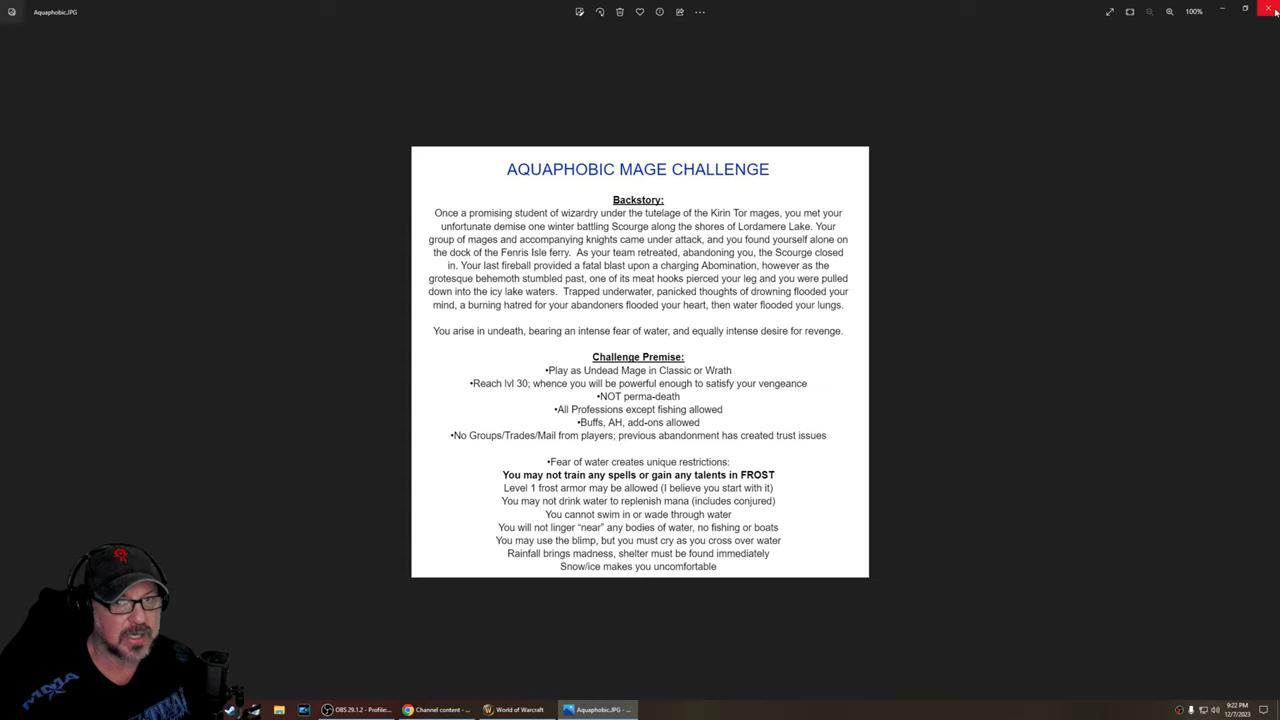 Aquaphobic.JPG
100%
AQUAPHOBIC MAGE CHALLENGE
Backstory:
Once a promising student of wizardry under the tutelage of the Kirin Tor mages, you met your
unfortunate demise one winter battling Scourge along the shores of Lordamere Lake. Your
group of mages and accompanying knights came under attack, and you found yourself alone on
the dock of the Fenris Isle ferry. As your team retreated, abandoning you, the Scourge closed
in. Your last fireball provided a fatal blast upon a charging Abomination, however as the
grotesque behemoth stumbled past, one of its meat hooks pierced your leg and you were pulled
down into the icy lake waters. Trapped underwater, panicked thoughts of drowning flooded your
mind, a burning hatred for your abandoners flooded your heart, then water flooded your lungs.
You arise in undeath, bearing an intense fear of water, and equally intense desire for revenge.
Challenge Premise:
•Play as Undead Mage in Classic or Wrath
•Reach lvl 30; whence you will be powerful enough to satisfy your vengeance
•NOT perma-death
•All Professions except fishing allowed
•Buffs, AH, add-ons allowed
•No Groups/Trades/Mail from players; previous abandonment has created trust issues
•Fear of water creates unique restrictions:
You may not train any spells or gain any talents in FROST
Level 1 frost armor may be allowed (I believe you start with it)
You may not drink water to replenish mana (includes conjured)
You cannot swim in or wade through water
You will not linger “near” any bodies of water, no fishing or boats
You may use the blimp, but you must cry as you cross over water
Rainfall brings madness, shelter must be found immediately
Snow/ice makes you uncomfortable
OBS 29.1.2 - Profile:...
Channel content - ...
World of Warcraft
Aquaphobic.JPG - ...
9:22 PM
12/7/2023